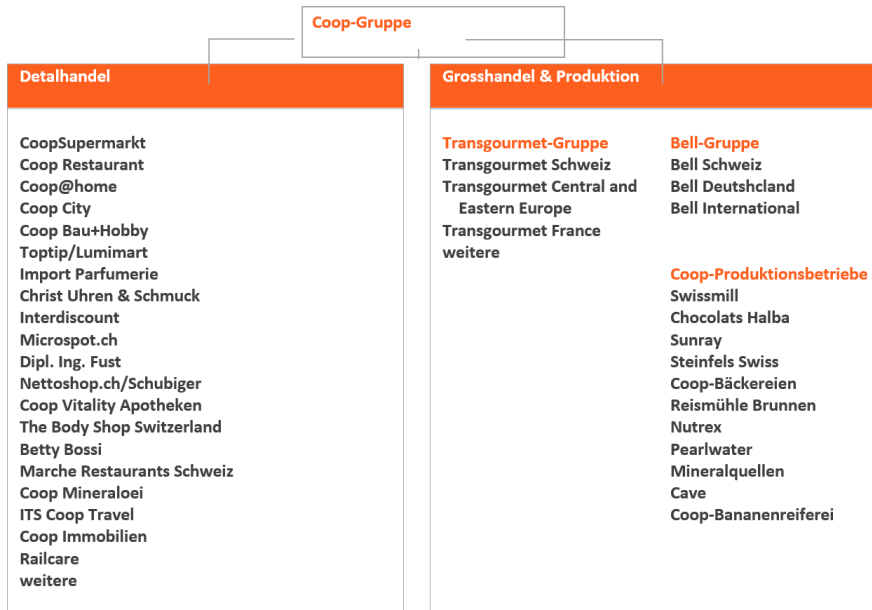 Coop-Gruppe
Detalhandel
CoopSupermarkt
Coop Restaurant
Coop@home
Coop City
Coop Bau+Hobby
Toptip/Lumimart
Import Parfumerie
Christ Uhren & Schmuck
Interdiscount
Microspot.ch
Dipl. Ing. Fust
Nettoshop.ch/Schubiger
Coop Vitality Apotheken
The Body Shop Switzerland
Betty Bossi
Marche Restaurants Schweiz
Coop Mineraloei
ITS Coop Travel
Coop Immobilien
Railcare
weitere
Grosshandel & Produktion
Transgourmet-Gruppe
Transgourmet Schweiz
Transgourmet Central and
Eastern Europe
Transgourmet France
weitere
Bell-Gruppe
Bell Schweiz
Bell Deutshcland
Bell International
Coop-Produktionsbetriebe
Swissmill
Chocolats Halba
Sunray
Steinfels Swiss
Coop-Bäckereien
Reismühle Brunnen
Nutrex
Pearlwater
Mineralquellen
Cave
Coop-Bananenreiferei